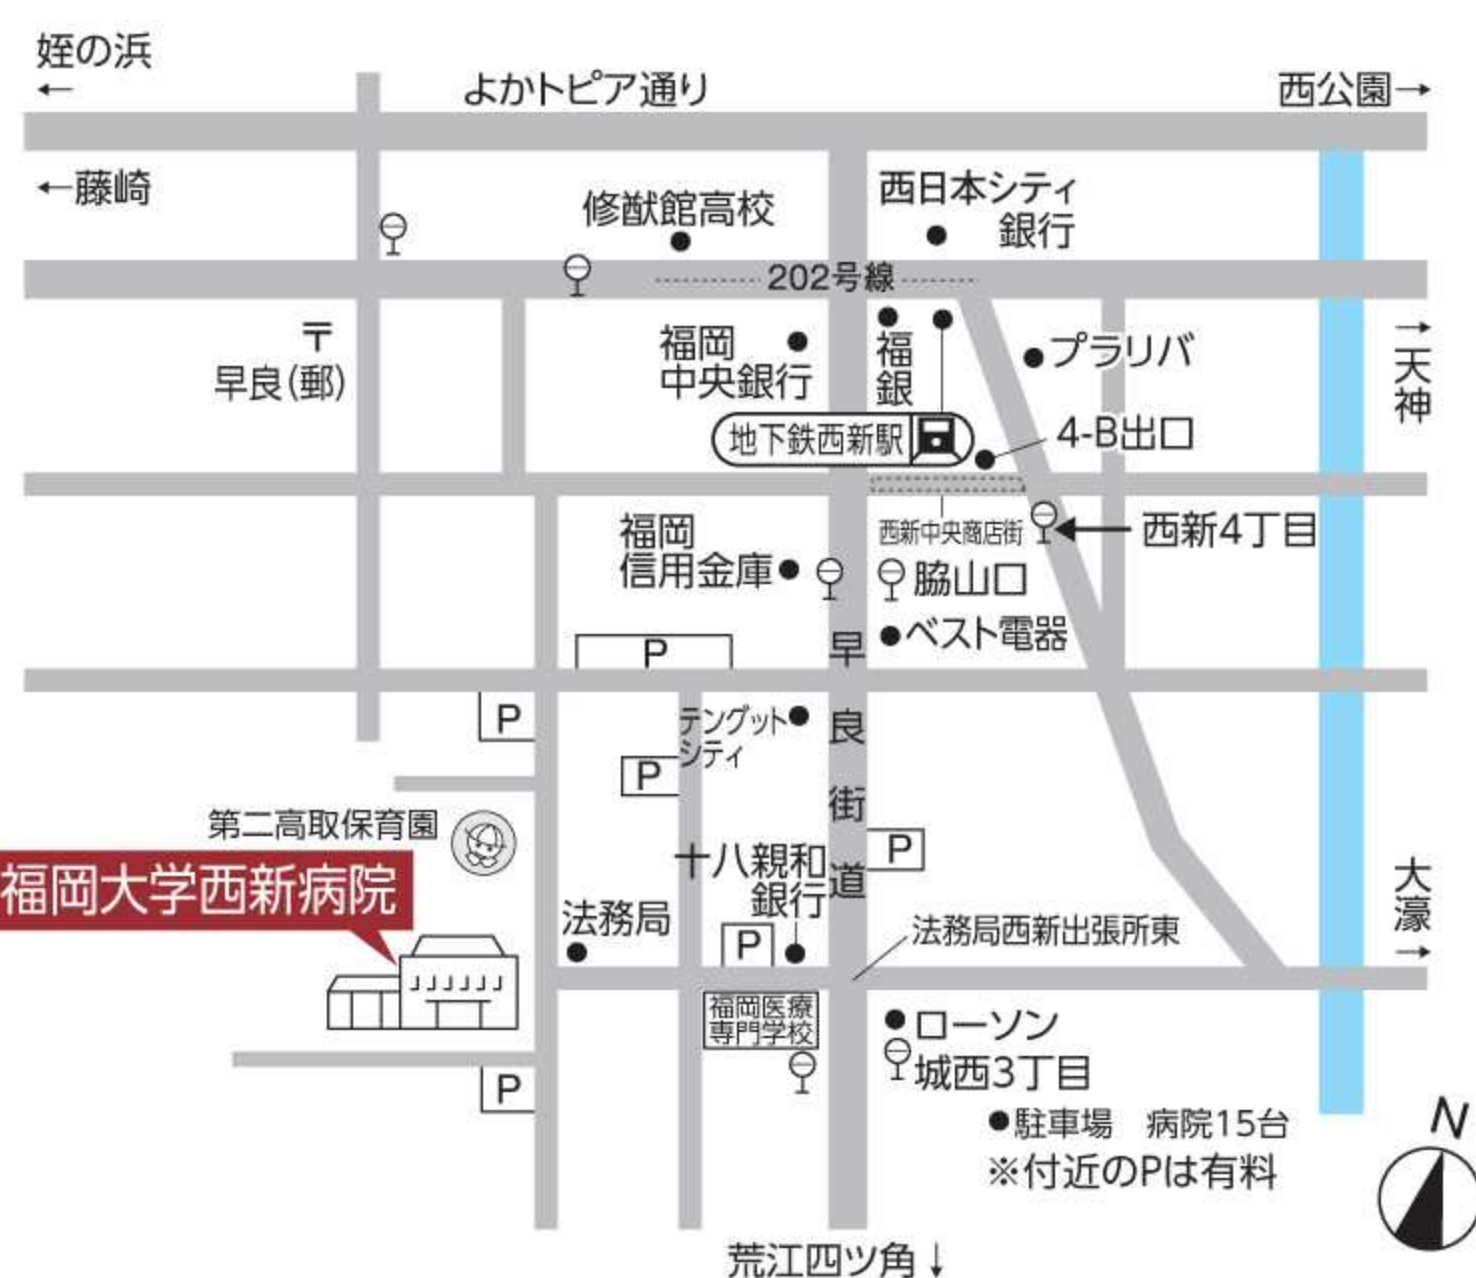 姪の浜
←
よかトピア通り
西公園→
←藤崎
修猷館高校
西日本シティ
銀行
202号線
〒
早良(郵)
福岡
中央銀行
福銀
プラリバ
→
天神
地下鉄西新駅
4-B出口
西新中央商店街
西新4丁目
福岡
信用金庫
脇山口
ベスト電器
P
早良街道
P
テングッド
シティ
P
第二高取保育園
十八親和
銀行
P
福岡大学西新病院
法務局
P
法務局西新出張所東
大濠
→
福岡医療
専門学校
ローソン
城西3丁目
P
●駐車場 病院15台
※付近のPは有料
N
荒江四ツ角↓